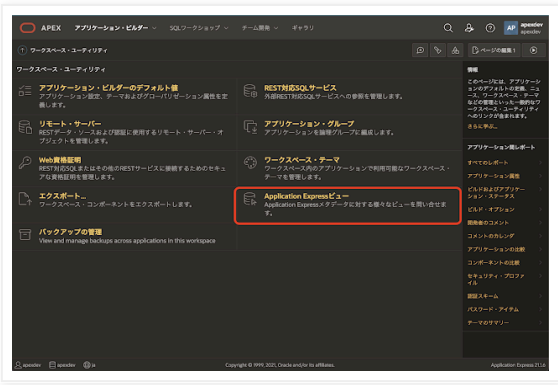 APEX アプリケーション・ビルダー SQLワークショップ チーム開発 ギャラリ AP apexdev
apexdev
ワークスペース・ユーティリティ ページの編集
ワークスペース・ユーティリティ
アプリケーション・ビルダーのデフォルト値
アプリケーション設定、テーマおよびグローバリゼーション属性を定
義します。
REST対応SQLサービス
外部REST対応SQLサービスへの参照を管理します。
リモート・サーバー
RESTデータ・ソースおよび認証に使用するリモート・サーバー・オ
ブジェクトを管理します。
アプリケーション・グループ
アプリケーションを論理グループに編成します。
Web資格証明
REST対応SQLまたはその他のRESTサービスに接続するためのセキュ
アな資格証明を管理します。
ワークスペース・テーマ
ワークスペース内のアプリケーションで利用可能なワークスペース・
テーマを管理します。
エクスポート...
ワークスペース・コンポーネントをエクスポートします。
Application Expressビュー
Application Expressメタデータに対する様々なビューを問い合せま
す。
バックアップの管理
View and manage backups across applications in this workspace
情報
このページには、アプリケーシ
ョンのデフォルトの定義、ニュ
ース、ワークスペース・テーマ
などの管理といった一般的なワ
ークスペース・ユーティリティ
へのリンクが含まれます。
さらに学ぶ...
アプリケーション間レポート
すべてのレポート
アプリケーション属性
ビルドおよびアプリケー
ション・ステータス
ビルド・オプション
開発者のコメント
コメントのカレンダ
アプリケーションの比較
コンポーネントの比較
セキュリティ・プロファ
イル
認証スキーム
パスワード・アイテム
テーマのサマリー
apexdev apexdev ja Copyright © 1999, 2021, Oracle and/or its affiliates. Application Express 21.1.6